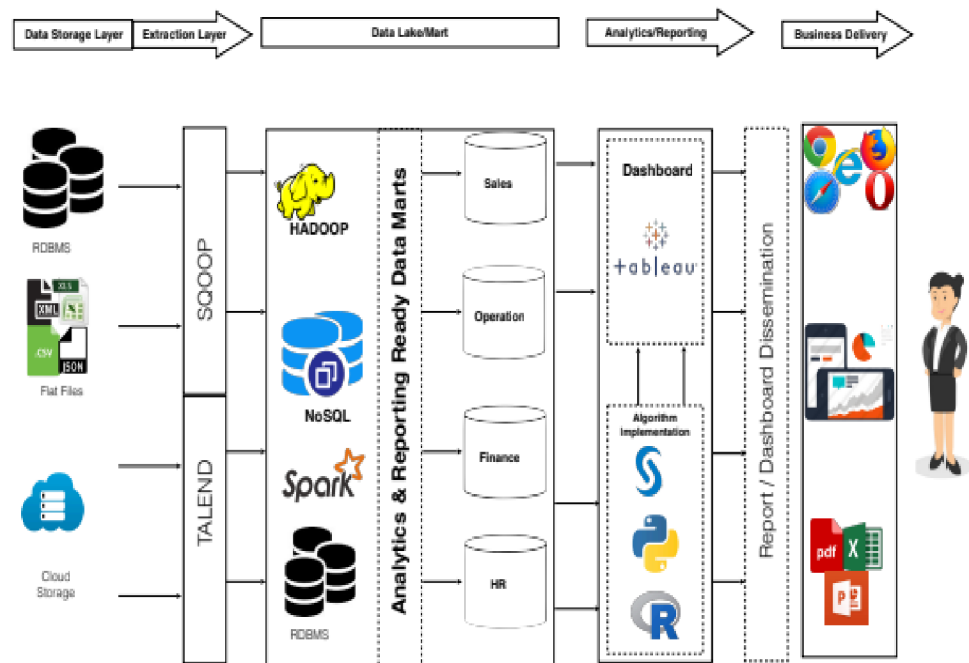 Data Storage Layer
Extraction Layer
Data Lake/Mart
Analytics/Reporting
Business Delivery
RDBMS
XLS
XML
.CSV
JSON
Flat Files
Cloud
Storage
SQOOP
TALEND
HADOOP
NoSQL
Spark
RDBMS
Analytics & Reporting Ready Data Marts
Sales
Operation
Finance
HR
Dashboard
+ableau
Algorithm
Implementation
R
Report / Dashboard Dissemination
pdf
X
P